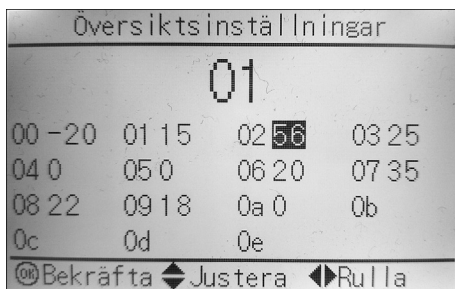 Översiktsinställningar
01
00 -20 01 15 02 56 03 25
04 0 05 0 06 20 07 35
08 22 09 18 0a 0 0b
0c 0d 0e
OK Bekräfta Justera Rulla